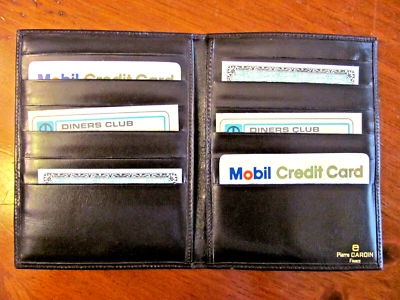 Mobil Credit Card
DINERS CLUB
DINERS CLUB
Mobil Credit Card
Pierre CARDIN